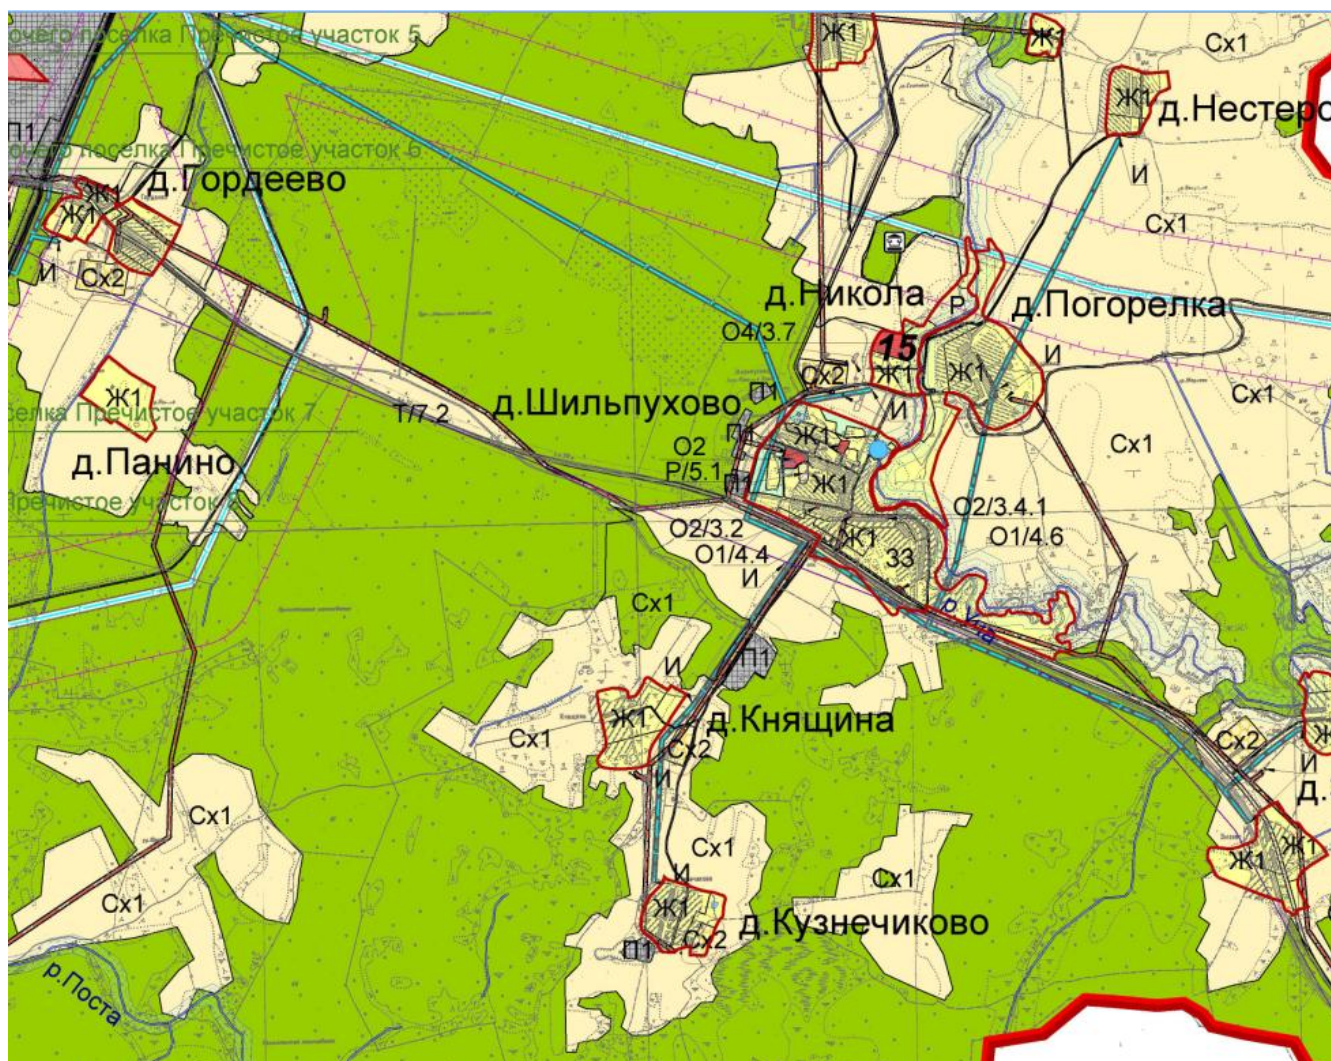 очего поселка Пречистое участок 5
Ж1
Ж1
Сх1
Ж1
д.Нестеро
П1
очего поселка Пречистое участок 6
Ж1
д.Гордеево
Ж1
И
Сх1
И
Сх2
д.Никола
Р
д.Погорелка
О4/3.7
15
И
Ж1
Сх2
Ж1
Ж1
П1
Сх1
селка Пречистое участок 7
Т/7.2
д.Шильпухово
И
П1
Ж1
О2
Сх1
д.Панино
Р/5.1
П1
Ж1
Пречистое участок 8
О2/3.4.1
О2/3.2
Ж1
О1/4.6
О1/4.4
33
И
Сх1
р.Ухра
П1
И
Ж1
д.Княщина
Сх1
Сх2
Сх2
Ж
И
И
д.
Сх1
Сх1
Ж1
Ж1
И
Сх1
Сх1
Ж1
д.Кузнечиково
Сх2
П1
р.Поста